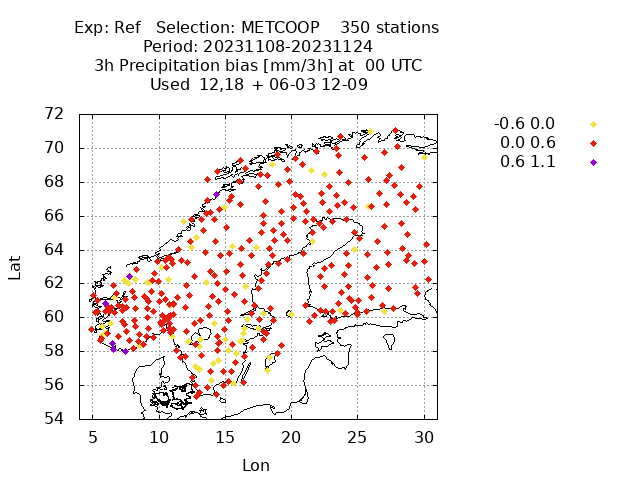 Exp: Ref   Selection: METCOOP    350 stations
Period: 20231108-20231124
3h Precipitation bias [mm/3h] at  00 UTC
Used 12,18 + 06-03 12-09
-0.6 0.0
0.0 0.6
0.6 1.1
72
70
68
66
64
62
60
58
56
54
Lat
5 10 15 20 25 30
Lon